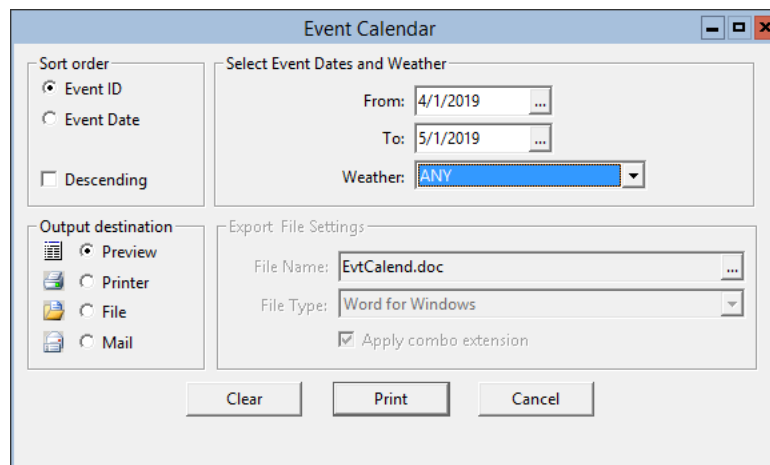 Event Calendar
Sort order
Event ID
Event Date
Descending
Select Event Dates and Weather
From: 4/1/2019 ...
To: 5/1/2019 ...
Weather: ANY
Output destination
Preview
Printer
File
Mail
Export File Settings
File Name: EvtCalend.doc ...
File Type: Word for Windows
Apply combo extension
Clear Print Cancel